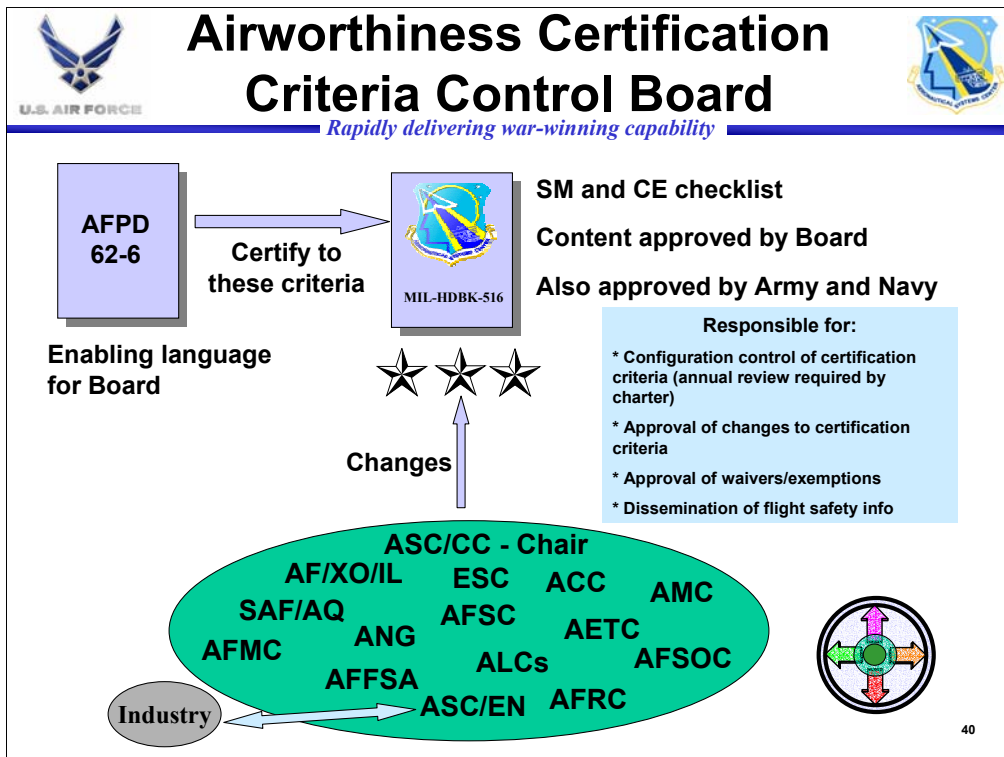 Airworthiness Certification
Criteria Control Board
U.S. AIR FORCE
AERONAUTICAL SYSTEMS CENTER
Rapidly delivering war-winning capability
AFPD
62-6
Certify to
these criteria
MIL-HDBK-516
SM and CE checklist
Content approved by Board
Also approved by Army and Navy
Enabling language
for Board
Responsible for:
* Configuration control of certification
criteria (annual review required by
charter)
* Approval of changes to certification
criteria
* Approval of waivers/exemptions
* Dissemination of flight safety info
Changes
ASC/CC - Chair
AF/XO/IL
ESC
ACC
AMC
SAF/AQ
AFSC
AFMC
ANG
AETC
ALCs
AFSOC
AFFSA
ASC/EN
AFRC
Industry
40